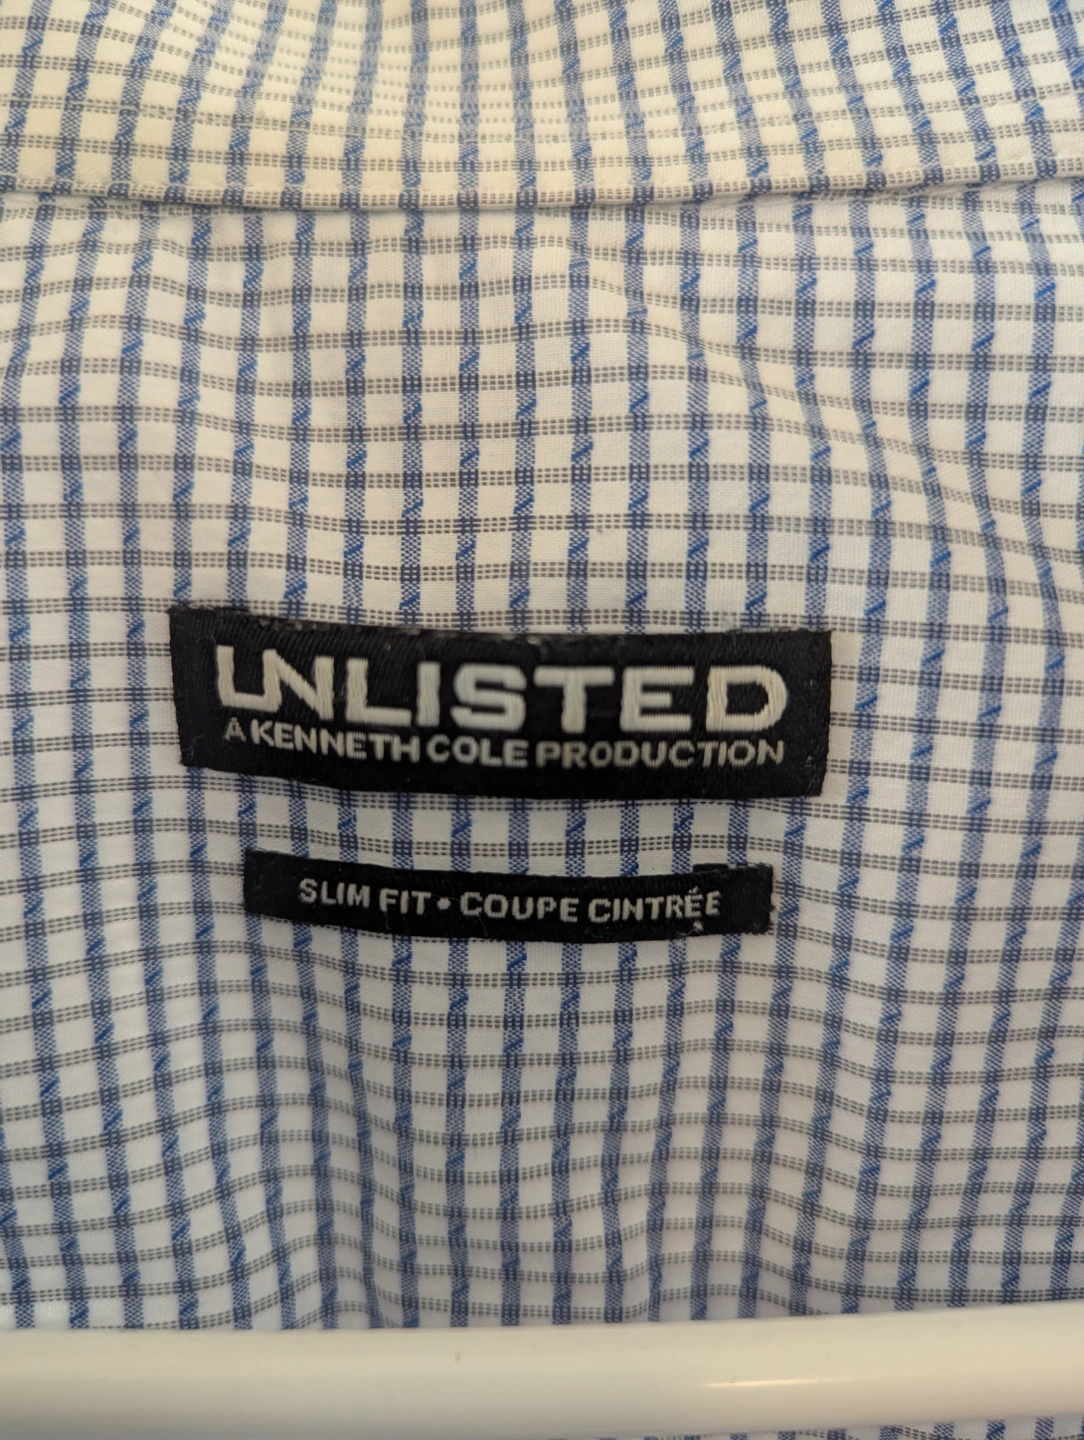 UNLISTED
A KENNETH COLE PRODUCTION
SLIM FIT • COUPE CINTRÉE